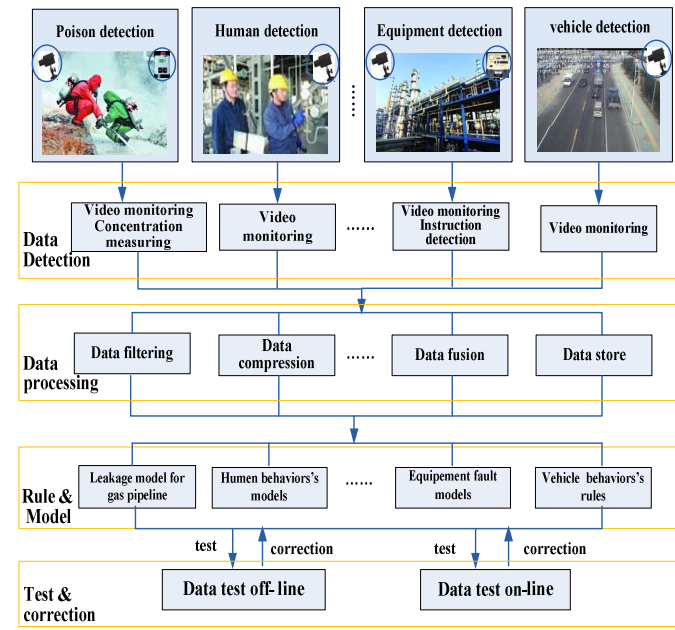 Poison detection
Human detection
Equipment detection
vehicle detection
Data
Detection
Video monitoring
Concentration
measuring
Video
monitoring
......
Video monitoring
Instruction
detection
Video monitoring
Data
processing
Data filtering
Data
compression
......
Data fusion
Data store
Rule &
Model
Leakage model for
gas pipeline
Humen behaviors's
models
......
Equipement fault
models
Vehicle behaviors's
rules
test
correction
test
correction
Test &
correction
Data test off-line
Data test on-line